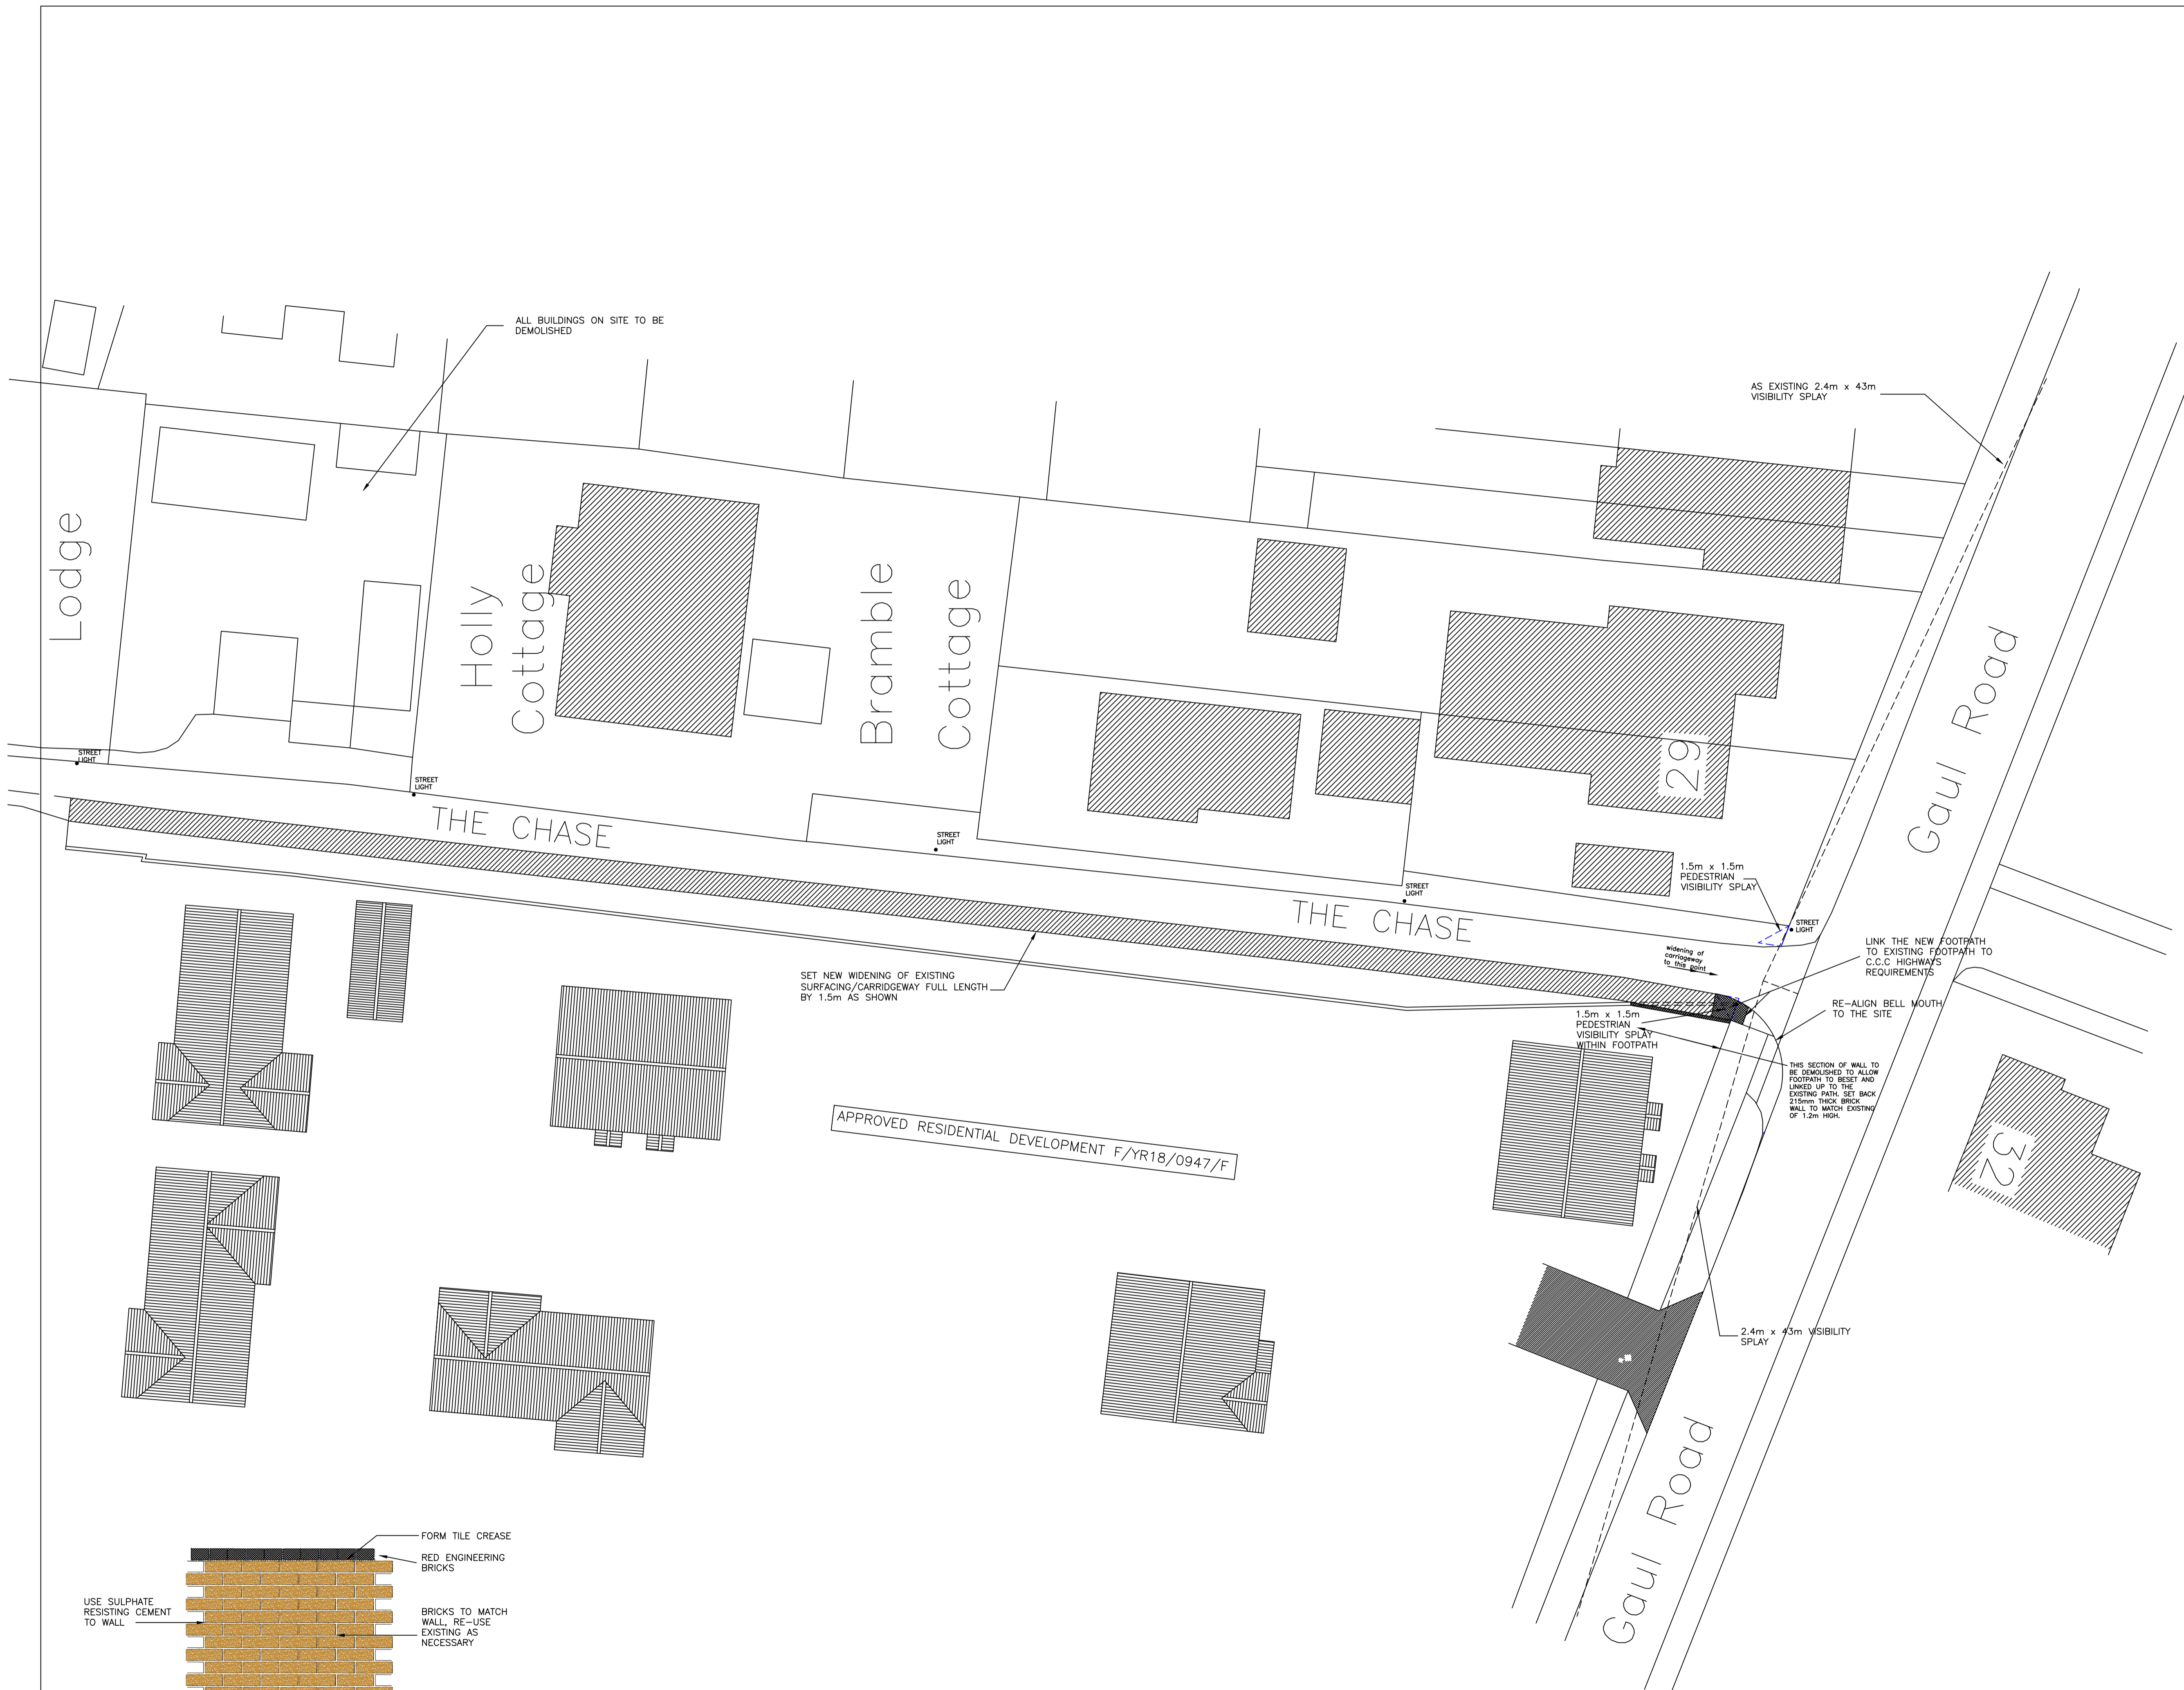 ALL BUILDINGS ON SITE TO BE
DEMOLISHED
AS EXISTING 2.4m x 43m
VISIBILITY SPLAY
Lodge
Holly
Cottage
Bramble
Cottage
29
Gaul Road
STREET
LIGHT
STREET
LIGHT
THE CHASE
STREET
LIGHT
STREET
LIGHT
THE CHASE
1.5m x 1.5m
PEDESTRIAN
VISIBILITY SPLAY
STREET
LIGHT
widening of
carriageway
to this point
LINK THE NEW FOOTPATH
TO EXISTING FOOTPATH TO
C.C.C HIGHWAYS
REQUIREMENTS
SET NEW WIDENING OF EXISTING
SURFACING/CARRIDGEWAY FULL LENGTH
BY 1.5m AS SHOWN
RE-ALIGN BELL MOUTH
TO THE SITE
1.5m x 1.5m
PEDESTRIAN
VISIBILITY SPLAY
WITHIN FOOTPATH
THIS SECTION OF WALL TO
BE DEMOLISHED TO ALLOW
FOOTPATH TO BESET AND
LINKED UP TO THE
EXISTING PATH. SET BACK
215mm THICK BRICK
WALL TO MATCH EXISTING
OF 1.2m HIGH.
APPROVED RESIDENTIAL DEVELOPMENT F/YR18/0947/F
32
2.4m x 43m VISIBILITY
SPLAY
Gaul Road
FORM TILE CREASE
RED ENGINEERING
BRICKS
USE SULPHATE
RESISTING CEMENT
TO WALL
BRICKS TO MATCH
WALL, RE-USE
EXISTING AS
NECESSARY